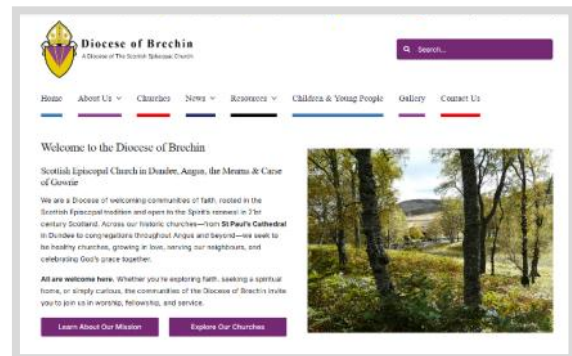 Diocese of Brechin
A Diocese of The Scottish Episcopal Church
Search...
Home About Us Churches News Resources Children & Young People Gallery Contact Us
Welcome to the Diocese of Brechin
Scottish Episcopal Church in Dundee, Angus, the Mearns & Carse
of Gowrie
We are a Diocese of welcoming communities of faith, rooted in the
Scottish Episcopal tradition and open to the Spirit's renewal in 21st
century Scotland. Across our historic churches—from St Paul's Cathedral
in Dundee to congregations throughout Angus and beyond—we seek to
be healthy churches, growing in love, serving our neighbours, and
celebrating God's grace together.
All are welcome here. Whether you're exploring faith, seeking a spiritual
home, or simply curious, the communities of the Diocese of Brechin invite
you to join us in worship, fellowship, and service.
Learn About Our Mission Explore Our Churches